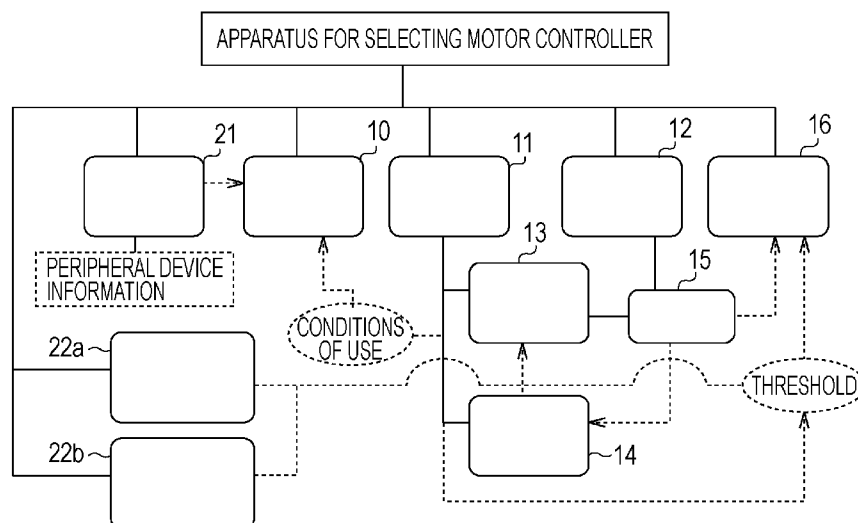 APPARATUS FOR SELECTING MOTOR CONTROLLER
21
10
11
12
16
PERIPHERAL DEVICE
INFORMATION
13
15
CONDITIONS
OF USE
22a
THRESHOLD
22b
14